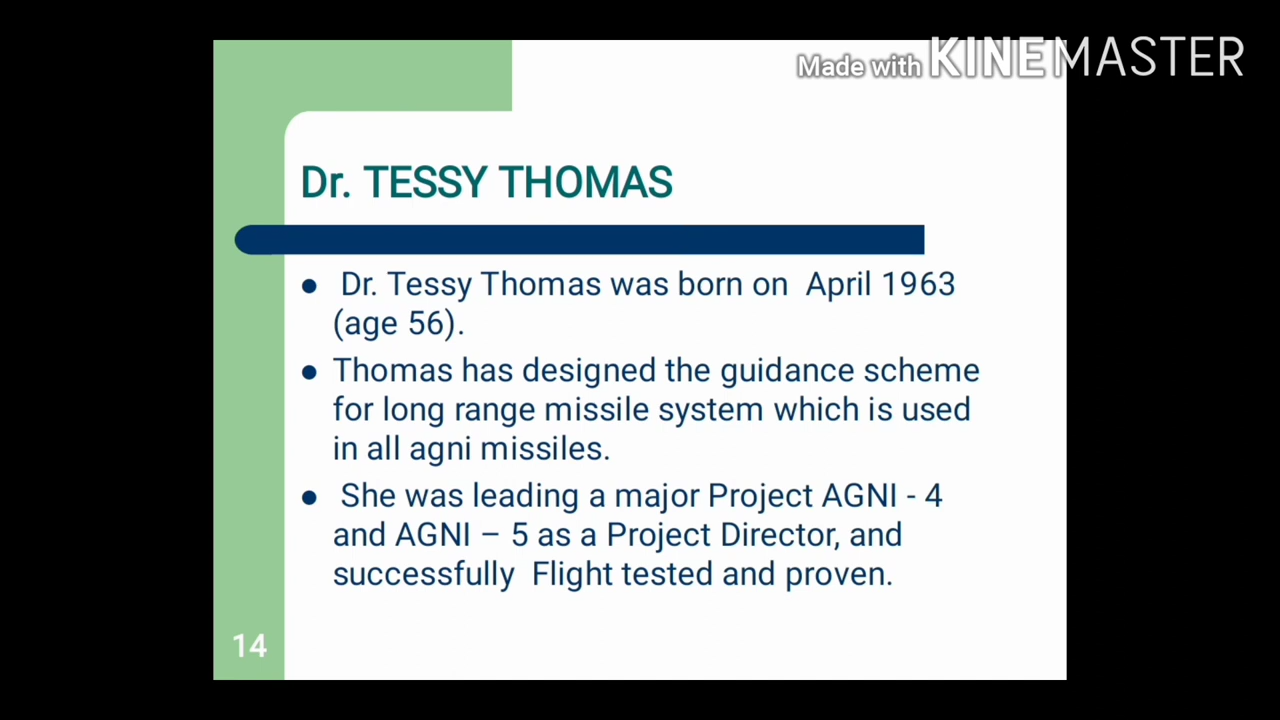 Made with KINEMASTER
Dr. TESSY THOMAS
● Dr. Tessy Thomas was born on April 1963
(age 56).
● Thomas has designed the guidance scheme
for long range missile system which is used
in all agni missiles.
● She was leading a major Project AGNI - 4
and AGNI – 5 as a Project Director, and
successfully Flight tested and proven.
14